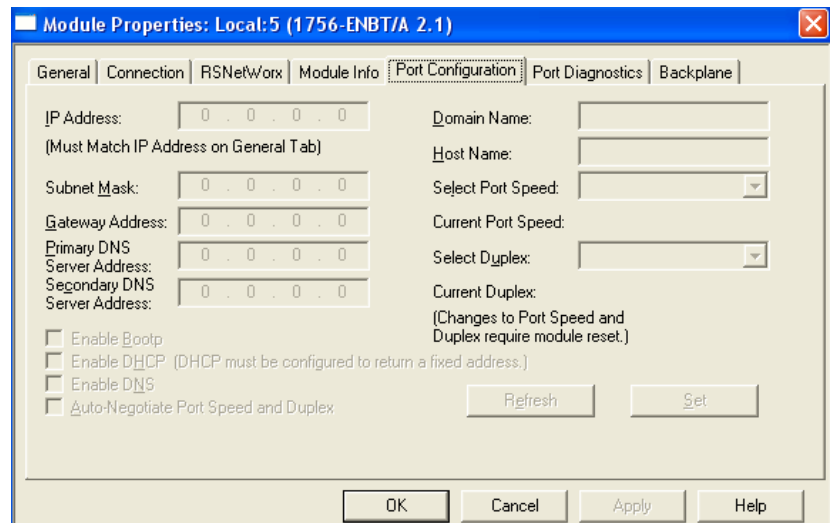 Module Properties: Local:5 (1756-ENBT/A 2.1)
General
Connection
RSNetWorx
Module Info
Port Configuration
Port Diagnostics
Backplane
IP Address: 0 . 0 . 0 . 0
(Must Match IP Address on General Tab)
Subnet Mask: 0 . 0 . 0 . 0
Gateway Address: 0 . 0 . 0 . 0
Primary DNS
Server Address: 0 . 0 . 0 . 0
Secondary DNS
Server Address: 0 . 0 . 0 . 0
Enable Bootp
Enable DHCP (DHCP must be configured to return a fixed address.)
Enable DNS
Auto-Negotiate Port Speed and Duplex
Domain Name:
Host Name:
Select Port Speed:
Current Port Speed:
Select Duplex:
Current Duplex:
(Changes to Port Speed and
Duplex require module reset.)
Refresh
Set
OK
Cancel
Apply
Help